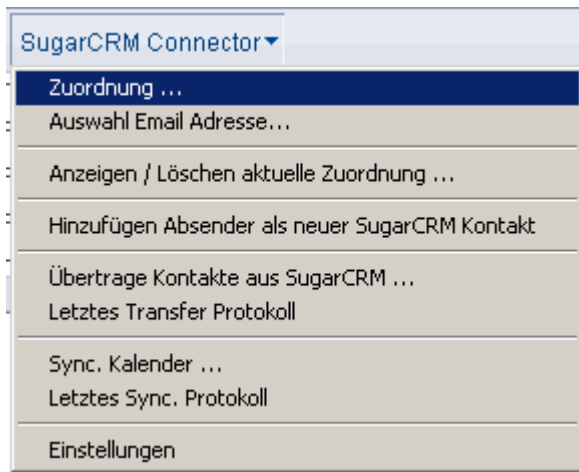 SugarCRM Connector
Zuordnung ...
Auswahl Email Adresse...
Anzeigen / Löschen aktuelle Zuordnung ...
Hinzufügen Absender als neuer SugarCRM Kontakt
Übertrage Kontakte aus SugarCRM ...
Letztes Transfer Protokoll
Sync. Kalender ...
Letztes Sync. Protokoll
Einstellungen